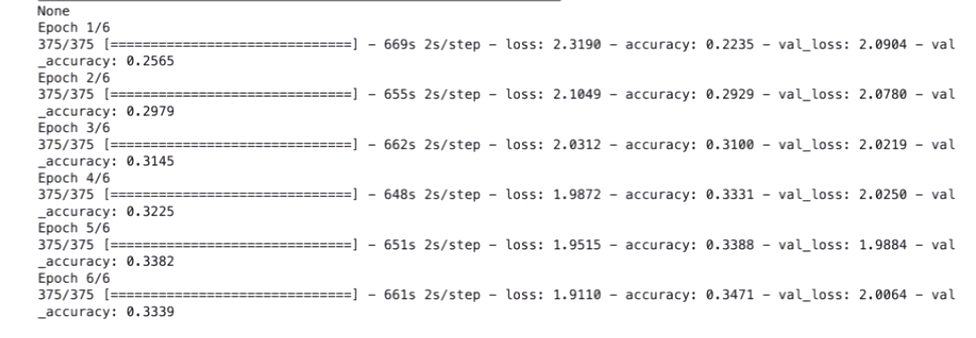 None
Epoch 1/6
375/375 [==============================] - 669s 2s/step - loss: 2.3190 - accuracy: 0.2235 - val_loss: 2.0904 - val
_accuracy: 0.2565
Epoch 2/6
375/375 [==============================] - 655s 2s/step - loss: 2.1049 - accuracy: 0.2929 - val_loss: 2.0780 - val
_accuracy: 0.2979
Epoch 3/6
375/375 [==============================] - 662s 2s/step - loss: 2.0312 - accuracy: 0.3100 - val_loss: 2.0219 - val
_accuracy: 0.3145
Epoch 4/6
375/375 [==============================] - 648s 2s/step - loss: 1.9872 - accuracy: 0.3331 - val_loss: 2.0250 - val
_accuracy: 0.3225
Epoch 5/6
375/375 [==============================] - 651s 2s/step - loss: 1.9515 - accuracy: 0.3388 - val_loss: 1.9884 - val
_accuracy: 0.3382
Epoch 6/6
375/375 [==============================] - 661s 2s/step - loss: 1.9110 - accuracy: 0.3471 - val_loss: 2.0064 - val
_accuracy: 0.3339